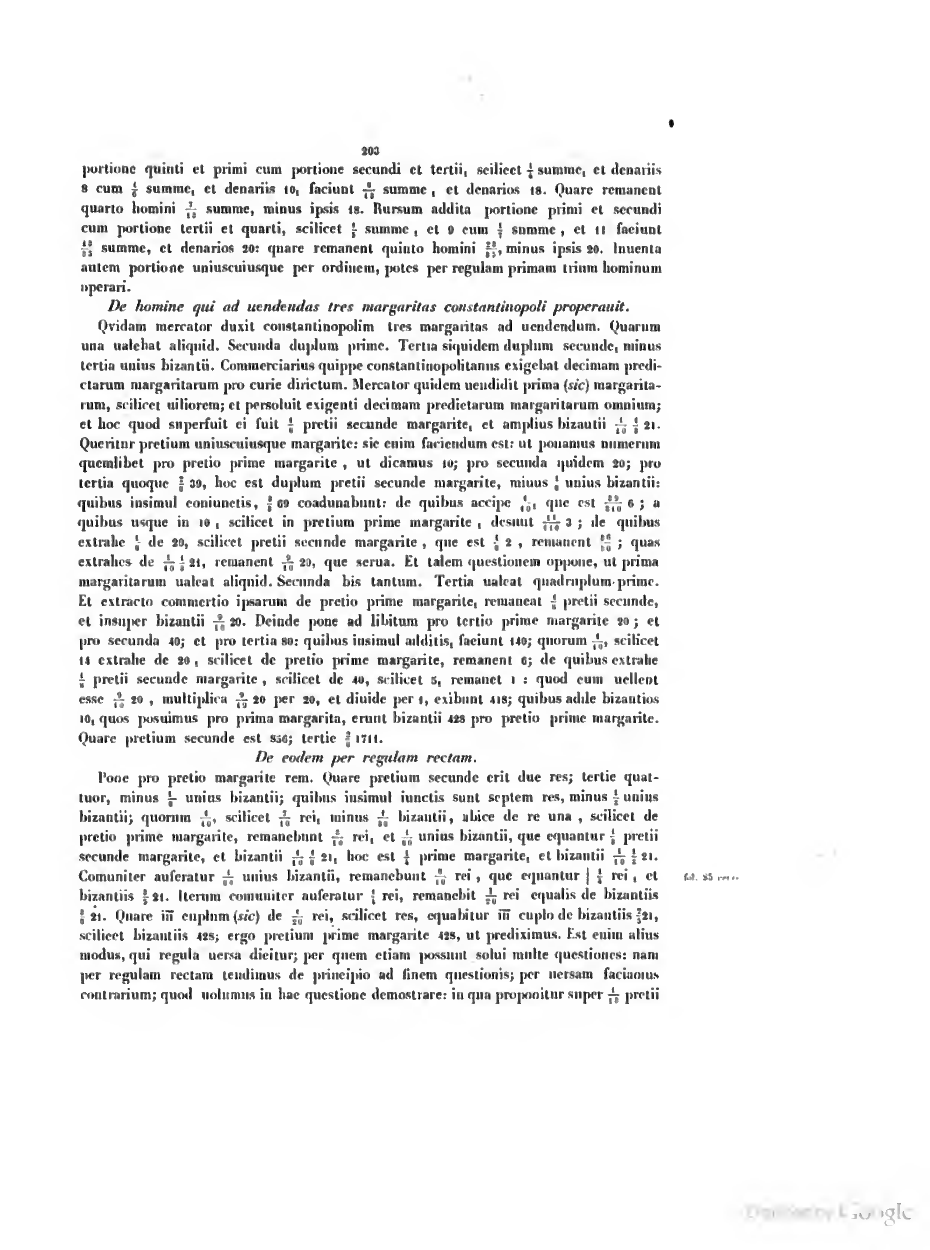 203
portione quinti et primi cum portione secundi et tertii, scilicet summe, et denariis
8 cum summe, et denariis 10, faciunt summe, et denarios 18. Quare remanent
quarto homini summe, minus ipsis 18. Rursum addita portione primi et secundi
cum portione tertii et quarti, scilicet summe, et 9 cum summe, et 11 faciunt
summe, et denarios 20: quare remanent quinto homini minus ipsis 20. Inuenta
autem portione uniuscuiusque per ordinem, potes per regulam primam trium hominum
operari.
De homine qui ad uendendas tres margaritas constantinopoli properauit.
Qvidam mercator duxit constantinopolim tres margaritas ad uendendum. Quarum
una ualebat aliquid. Secunda duplum prime. Tertia siquidem duplum secunde, minus
tertia unius bizantii. Commerciarius quippe constantinopolitanus exigebat decimam predi-
ctarum margaritarum pro curie dirictum. Mercator quidem uendidit prima (sic) margarita-
rum, scilicet uiliorem; et persoluit exigenti decimam predictarum margaritarum omnium;
et hoc quod superfuit ei fuit pretii secunde margarite, et amplius bizantii 21.
Queritur pretium uniuscuiusque margarite: sic enim faciendum est: ut ponamus numerum
quemlibet pro pretio prime margarite, ut dicamus 10; pro secunda quidem 20; pro
tertia quoque 39, hoc est duplum pretii secunde margarite, minus unius bizantii:
quibus insimul coniunctis, 69 coadunabunt: de quibus accipe que est 6; a
quibus usque in 10, scilicet in pretium prime margarite, desunt 3; de quibus
extrahe de 20, scilicet pretii secunde margarite, que est 2, remanent ; quas
extrahes de 21, remanent 20, que serua. Et talem questionem oppone, ut prima
margaritarum ualeat aliquid. Secunda bis tantum. Tertia ualeat quadruplum prime.
Et extracto commertio ipsarum de pretio prime margarite, remaneat pretii secunde,
et insuper bizantii 20. Deinde pone ad libitum pro tertio prime margarite 20; et
pro secunda 40; et pro tertia 80: quibus insimul additis, faciunt 140; quorum scilicet
14 extrahe de 20, scilicet de pretio prime margarite, remanent 6; de quibus extrahe
pretii secunde margarite, scilicet de 40, scilicet 5, remanet 1: quod cum uellent
esse 20, multiplica 20 per 20, et diuide per 1, exibunt 418; quibus adde bizantios
10, quos posuimus pro prima margarita, erunt bizantii 428 pro pretio prime margarite.
Quare pretium secunde est 856; tertie 1711.
De eodem per regulam rectam.
Pone pro pretio margarite rem. Quare pretium secunde erit due res; tertie quat-
tuor, minus unius bizantii; quibus insimul iunctis sunt septem res, minus unius
bizantii; quorum scilicet rei, minus bizantii, abice de re una, scilicet de
pretio prime margarite, remanebunt rei, et unius bizantii, que equantur pretii
secunde margarite, et bizantii 21, hoc est prime margarite, et bizantii 21.
Comuniter auferatur unius bizantii, remanebunt rei, que equantur | rei, et
bizantiis 21. Iterum comuniter auferatur rei, remanebit rei equalis de bizantiis
21. Quare cuplum (sic) de rei, scilicet res, equabitur cuplo de bizantiis 21,
scilicet bizantiis 428; ergo pretium prime margarite 428, ut prediximus. Est enim alius
modus, qui regula uersa dicitur; per quem etiam possunt solui multe questiones: nam
per regulam rectam tendimus de principio ad finem questionis; per uersam faciamus
contrarium; quod uolumus in hac questione demostrare: in qua proponitur super pretii